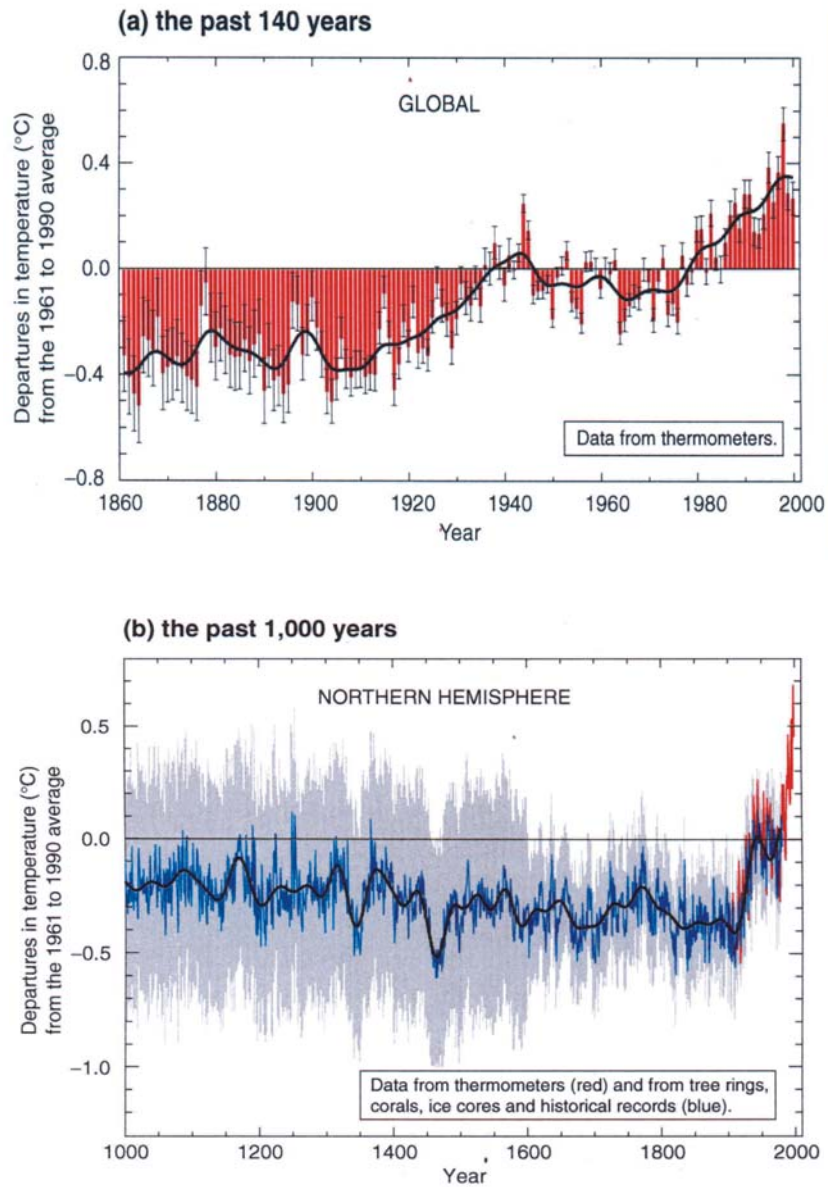 (a) the past 140 years
GLOBAL
Departures in temperature (°C)
from the 1961 to 1990 average
0.8
0.4
0.0
−0.4
−0.8
Data from thermometers.
1860 1880 1900 1920 1940 1960 1980 2000
Year
(b) the past 1,000 years
NORTHERN HEMISPHERE
Departures in temperature (°C)
from the 1961 to 1990 average
0.5
0.0
−0.5
−1.0
Data from thermometers (red) and from tree rings,
corals, ice cores and historical records (blue).
1000 1200 1400 1600 1800 2000
Year